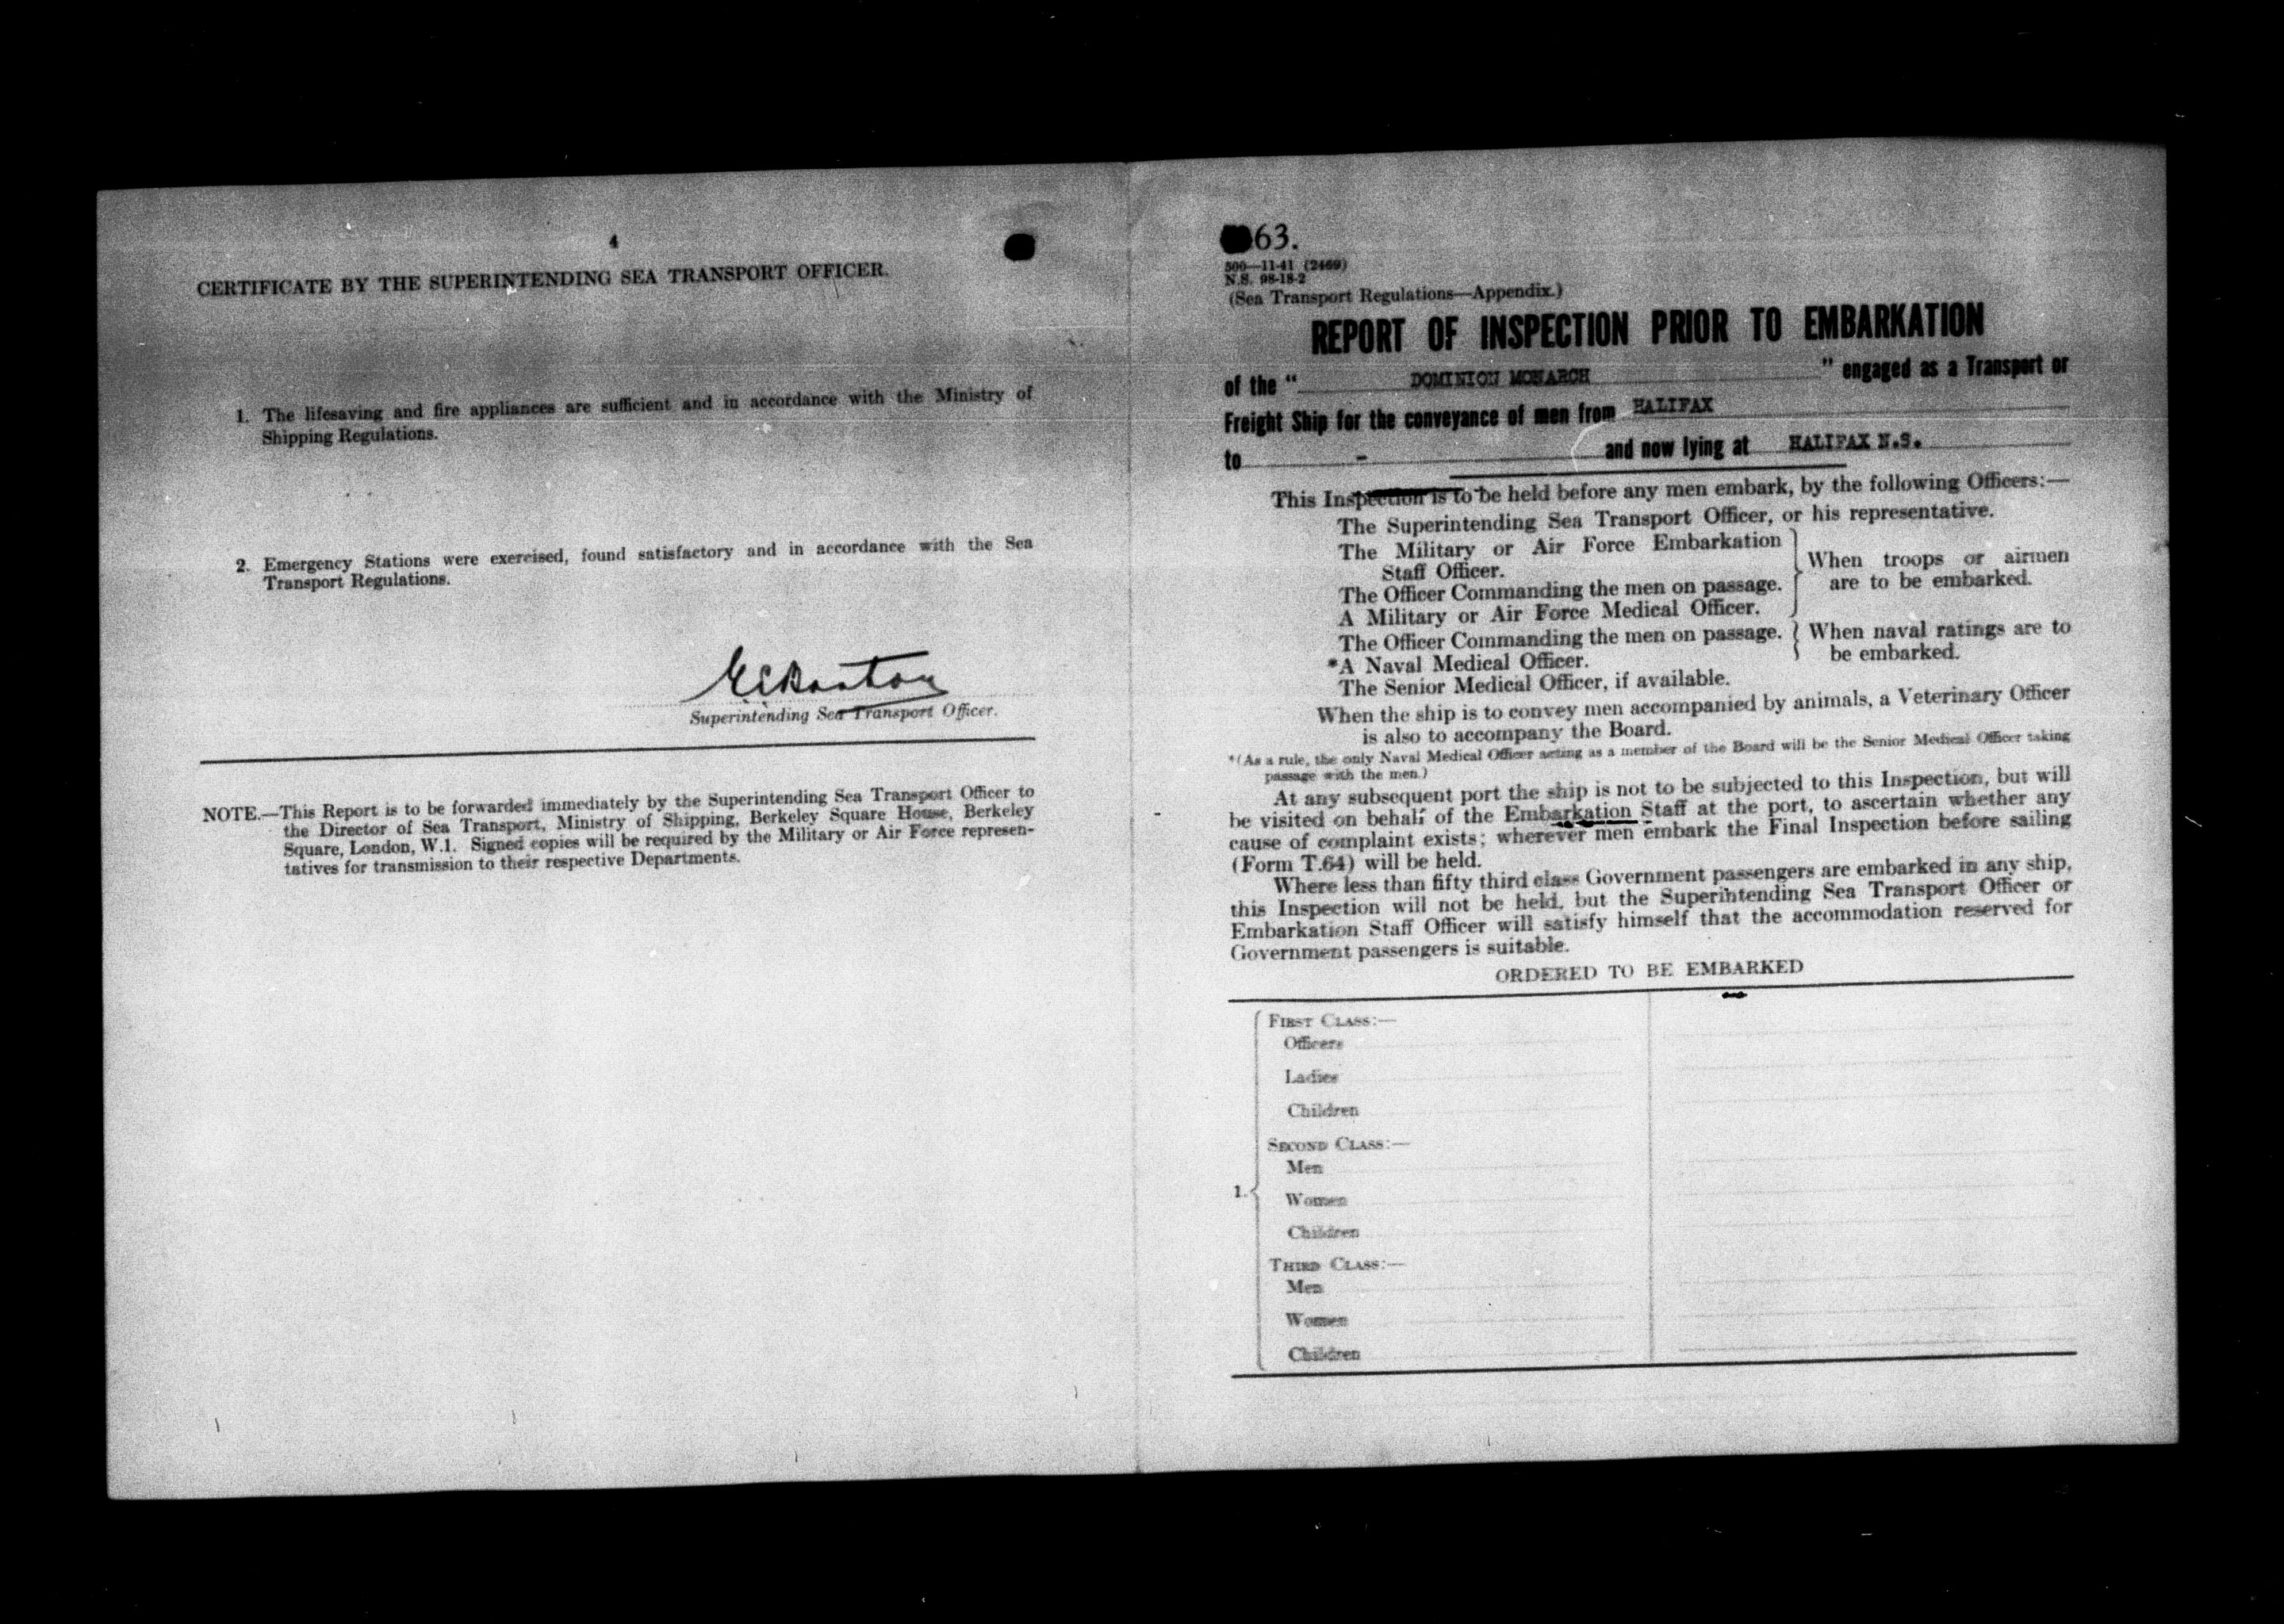 4
CERTIFICATE BY THE SUPERINTENDING SEA TRANSPORT OFFICER.
1. The lifesaving and fire appliances are sufficient and in accordance with the Ministry of
Shipping Regulations.
2. Emergency Stations were exercised, found satisfactory and in accordance with the Sea
Transport Regulations.
Superintending Sea Transport Officer.
NOTE.—This Report is to be forwarded immediately by the Superintending Sea Transport Officer to
the Director of Sea Transport, Ministry of Shipping, Berkeley Square House, Berkeley
Square, London, W.1. Signed copies will be required by the Military or Air Force represen-
tatives for transmission to their respective Departments.
63.
500—11-41 (2469)
N.S. 98-18-2
(Sea Transport Regulations—Appendix.)
REPORT OF INSPECTION PRIOR TO EMBARKATION
of the " DOMINION MONARCH " engaged as a Transport or
Freight Ship for the conveyance of men from HALIFAX
to - and now lying at HALIFAX N.S.
This Inspection is to be held before any men embark, by the following Officers:—
The Superintending Sea Transport Officer, or his representative.
The Military or Air Force Embarkation
Staff Officer.
The Officer Commanding the men on passage.
A Military or Air Force Medical Officer.
When troops or airmen
are to be embarked.
The Officer Commanding the men on passage.
*A Naval Medical Officer.
When naval ratings are to
be embarked.
The Senior Medical Officer, if available.
When the ship is to convey men accompanied by animals, a Veterinary Officer
is also to accompany the Board.
*(As a rule, the only Naval Medical Officer acting as a member of the Board will be the Senior Medical Officer taking
passage with the men.)
At any subsequent port the ship is not to be subjected to this Inspection, but will
be visited on behalf of the Embarkation Staff at the port, to ascertain whether any
cause of complaint exists; wherever men embark the Final Inspection before sailing
(Form T.64) will be held.
Where less than fifty third class Government passengers are embarked in any ship,
this Inspection will not be held, but the Superintending Sea Transport Officer or
Embarkation Staff Officer will satisfy himself that the accommodation reserved for
Government passengers is suitable.
ORDERED TO BE EMBARKED
1.
FIRST CLASS:—
Officers
Ladies
Children
SECOND CLASS:—
Men
Women
Children
THIRD CLASS:—
Men
Women
Children